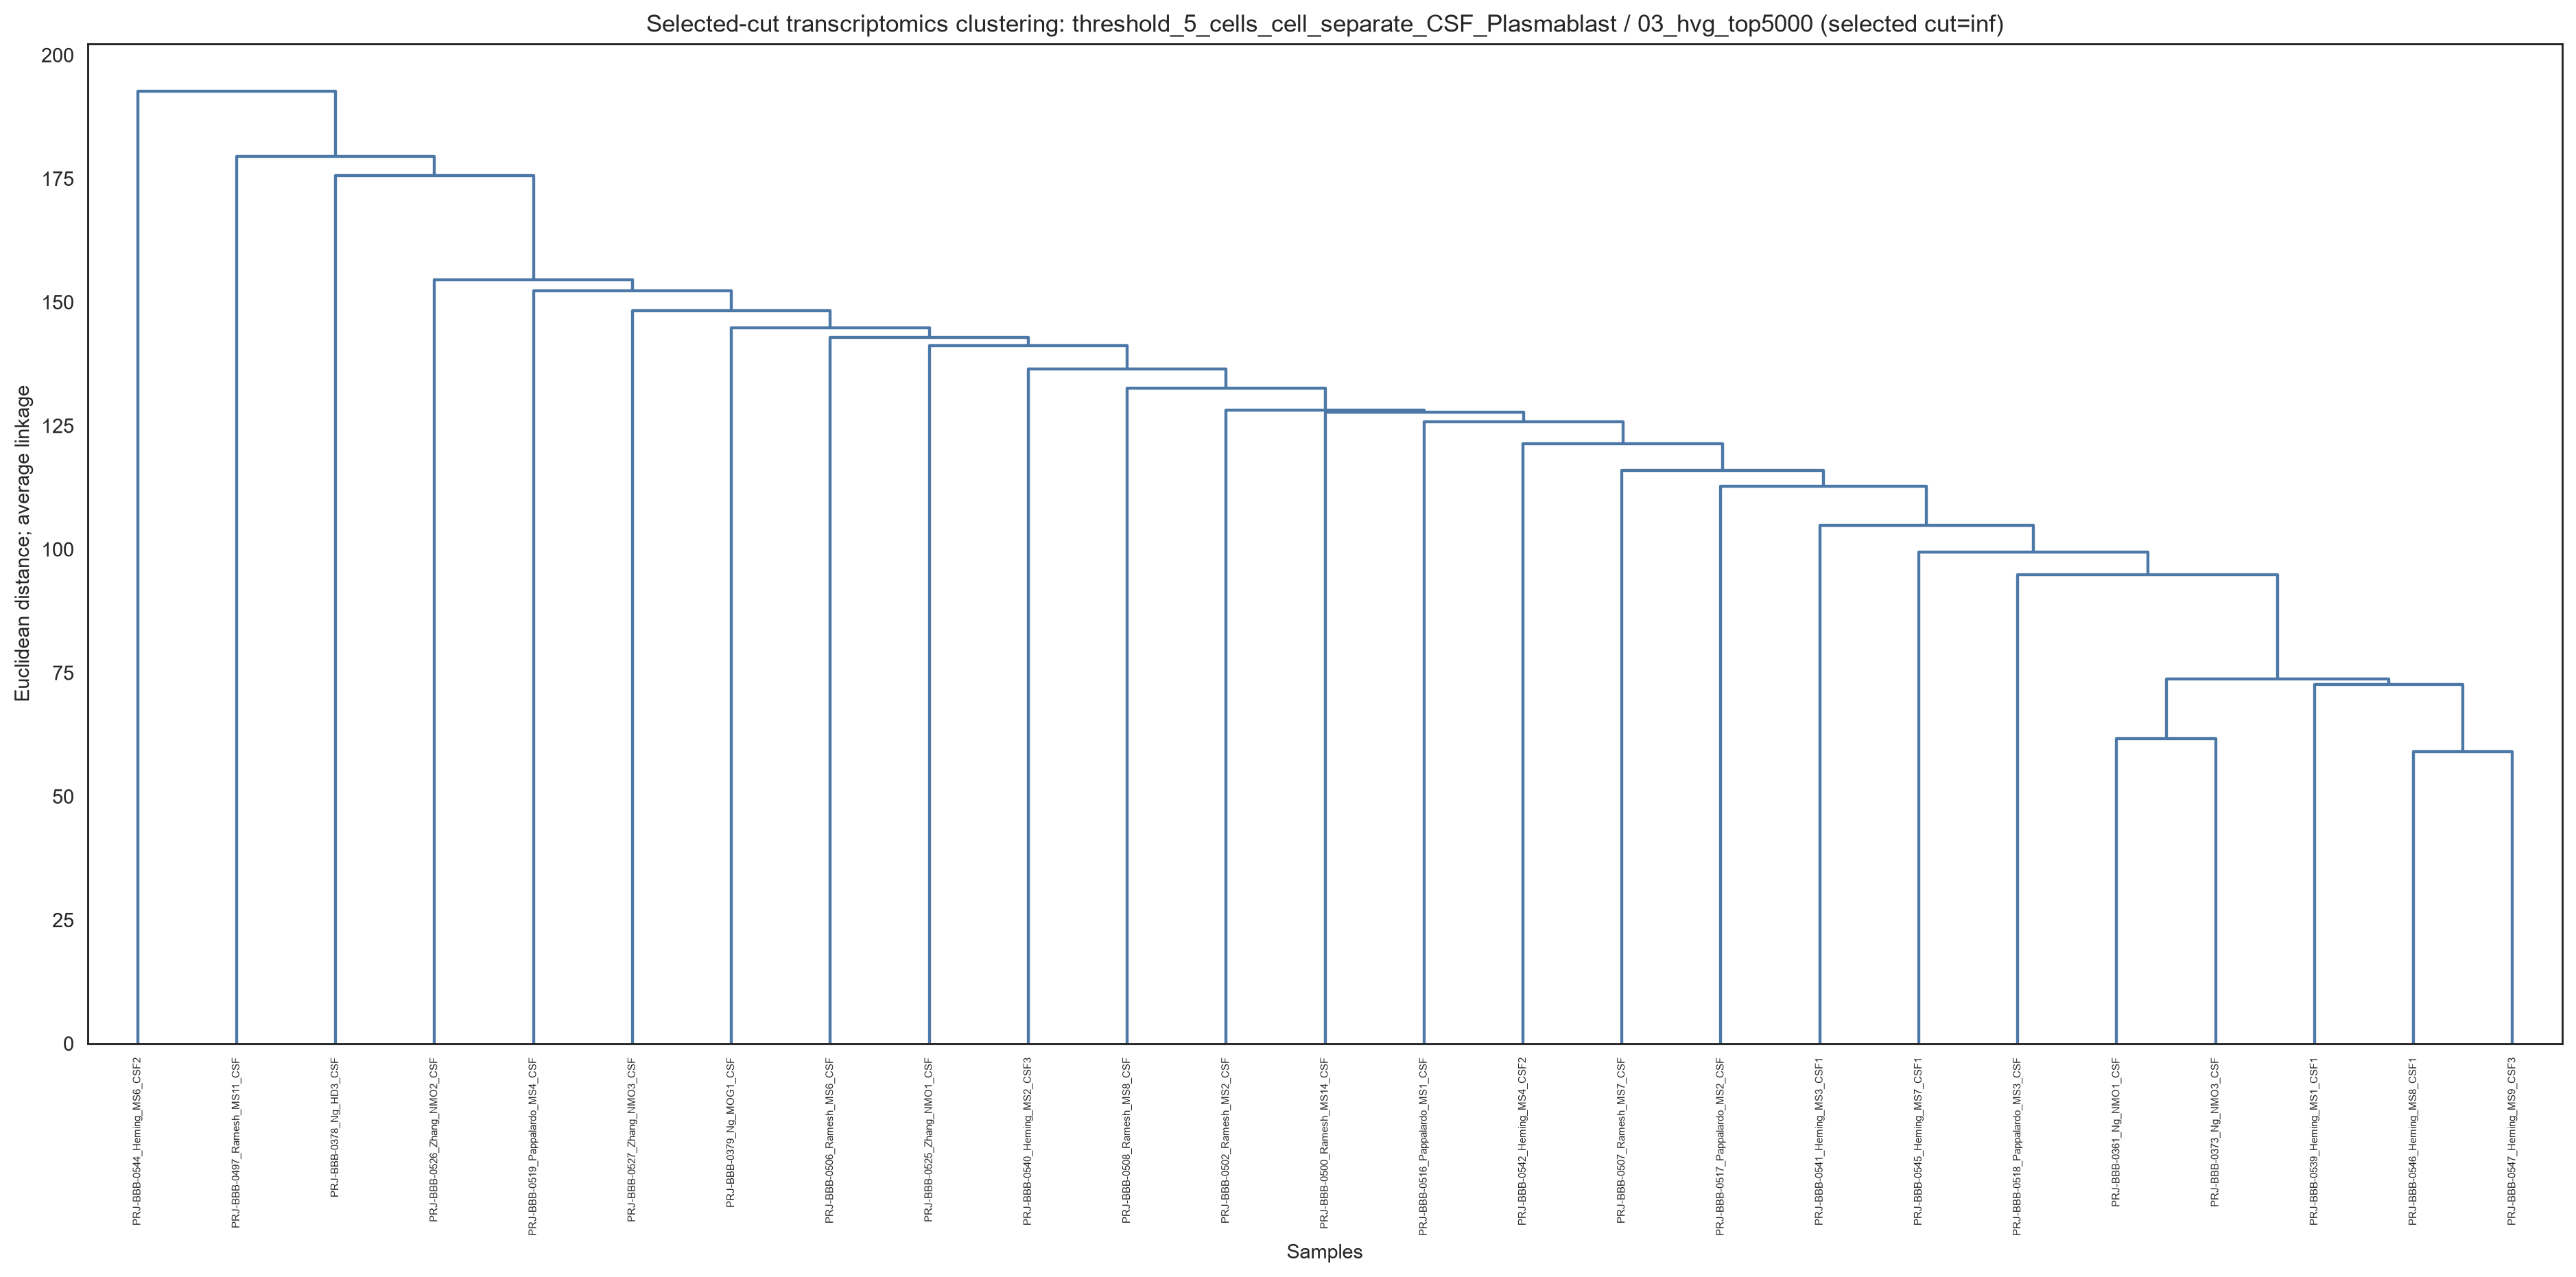 Selected-cut transcriptomics clustering: threshold_5_cells_cell_separate_CSF_Plasmablast / 03_hvg_top5000 (selected cut=inf)
Euclidean distance; average linkage
200
175
150
125
100
75
50
25
0
PRJ-BBB-0544_Heming_MS6_CSF2
PRJ-BBB-0497_Ramesh_MS11_CSF
PRJ-BBB-0378_Ng_HD3_CSF
PRJ-BBB-0526_Zhang_NMO2_CSF
PRJ-BBB-0519_Pappalardo_MS4_CSF
PRJ-BBB-0527_Zhang_NMO3_CSF
PRJ-BBB-0379_Ng_MOG1_CSF
PRJ-BBB-0506_Ramesh_MS6_CSF
PRJ-BBB-0525_Zhang_NMO1_CSF
PRJ-BBB-0540_Heming_MS2_CSF3
PRJ-BBB-0508_Ramesh_MS8_CSF
PRJ-BBB-0502_Ramesh_MS2_CSF
PRJ-BBB-0500_Ramesh_MS14_CSF
PRJ-BBB-0516_Pappalardo_MS1_CSF
PRJ-BBB-0542_Heming_MS4_CSF2
PRJ-BBB-0507_Ramesh_MS7_CSF
PRJ-BBB-0517_Pappalardo_MS2_CSF
PRJ-BBB-0541_Heming_MS3_CSF1
PRJ-BBB-0545_Heming_MS7_CSF1
PRJ-BBB-0518_Pappalardo_MS3_CSF
PRJ-BBB-0361_Ng_NMO1_CSF
PRJ-BBB-0373_Ng_NMO3_CSF
PRJ-BBB-0539_Heming_MS1_CSF1
PRJ-BBB-0546_Heming_MS8_CSF1
PRJ-BBB-0547_Heming_MS9_CSF3
Samples